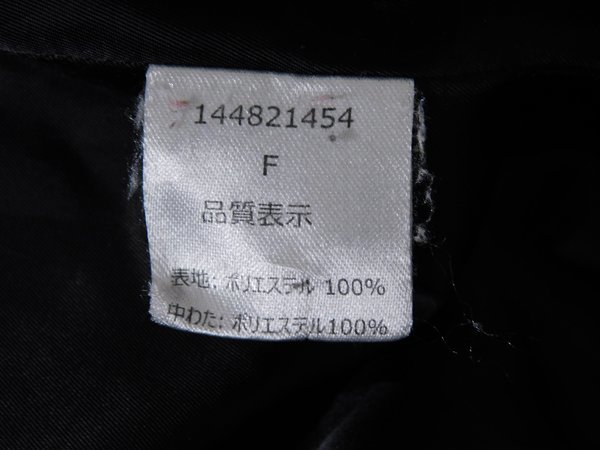 144821454
F
品質表示
表地: ポリエステル 100%
中わた: ポリエステル100%